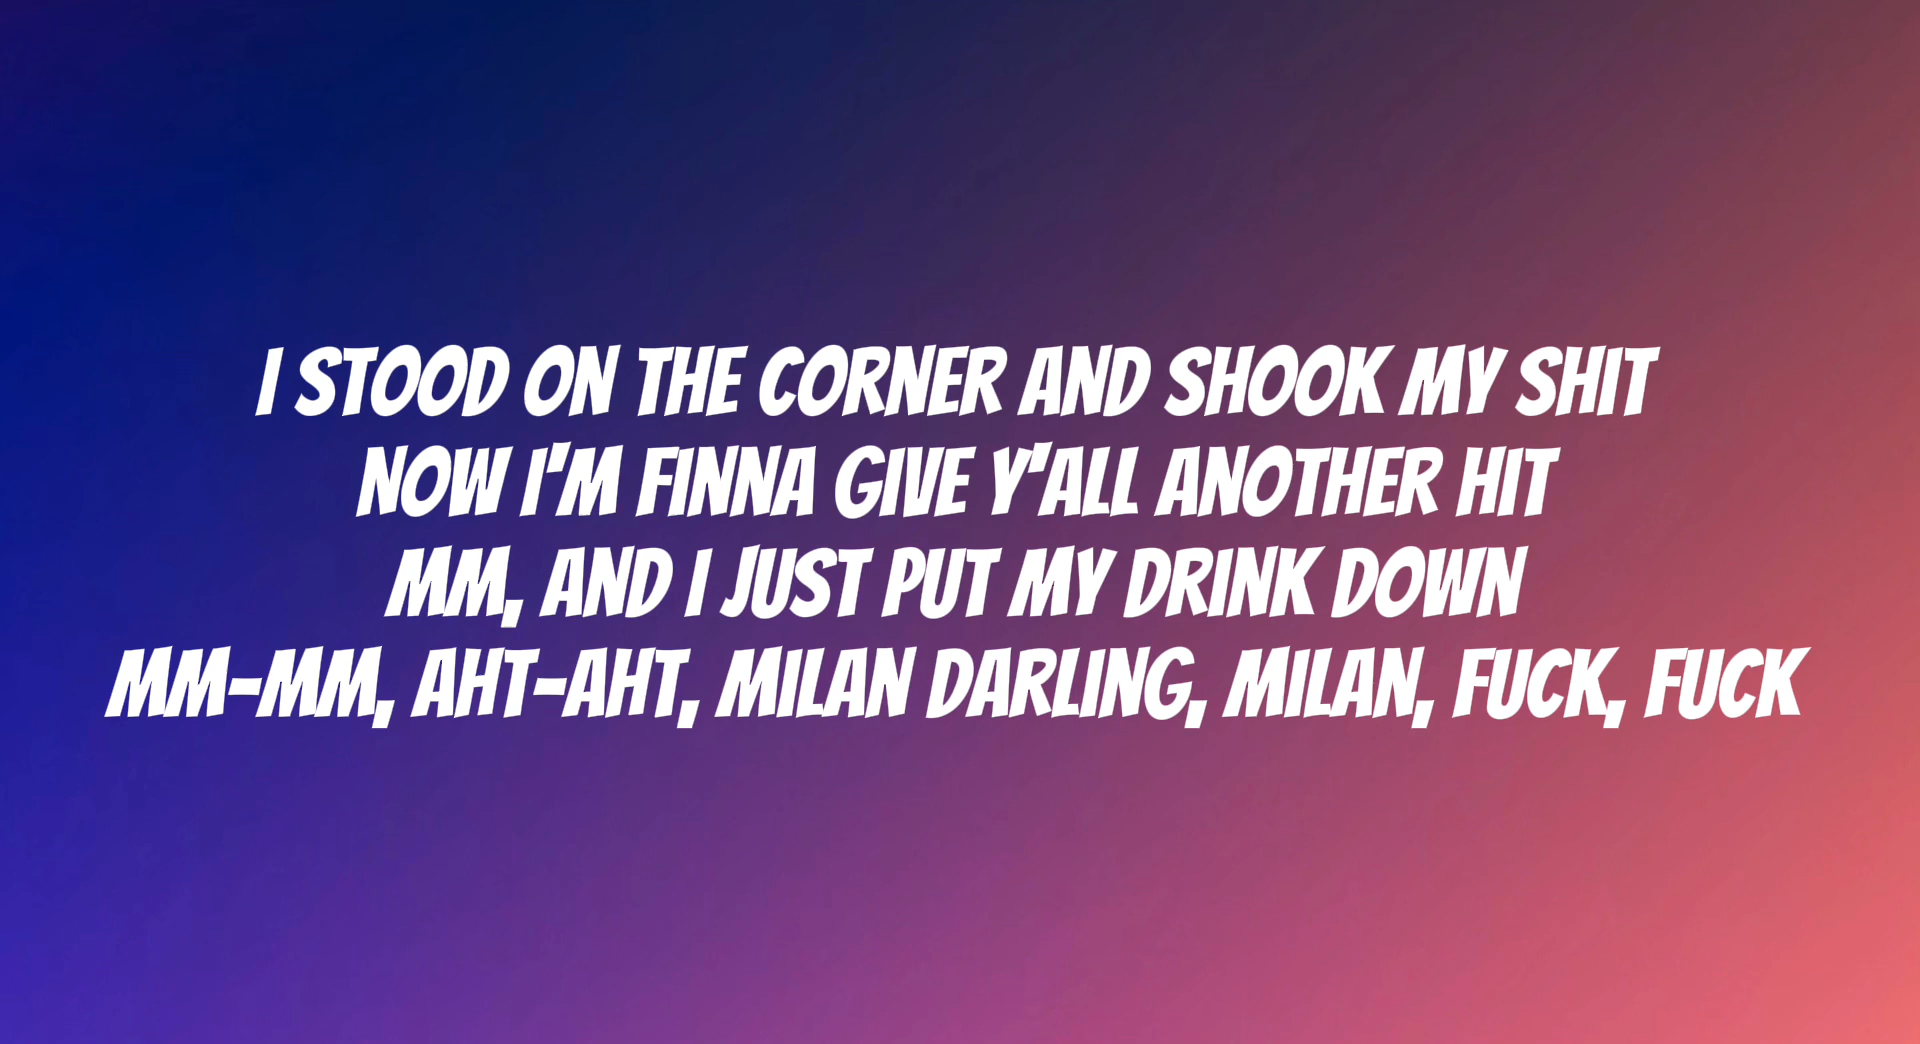 I STOOD ON THE CORNER AND SHOOK MY SHIT
NOW I'M FINNA GIVE Y'ALL ANOTHER HIT
MM, AND I JUST PUT MY DRINK DOWN
MM-MM, AHT-AHT, MILAN DARLING, MILAN, FUCK, FUCK